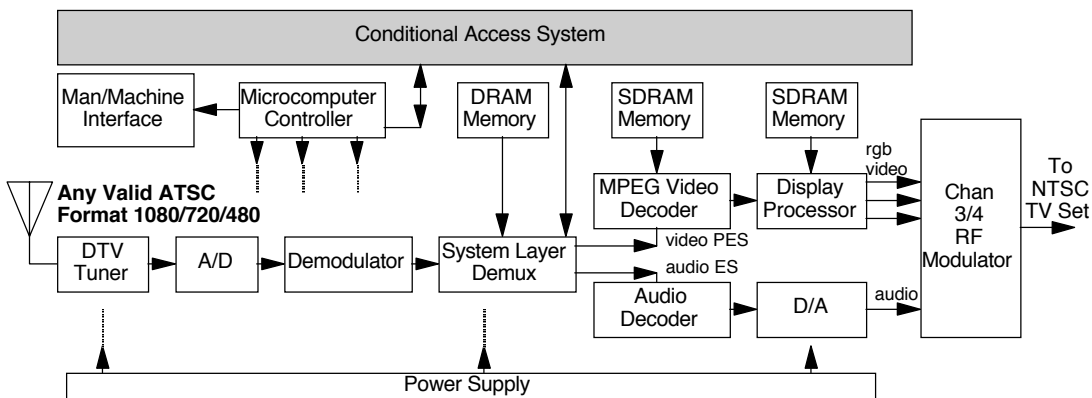 Conditional Access System
Man/Machine
Interface
Microcomputer
Controller
DRAM
Memory
SDRAM
Memory
SDRAM
Memory
Any Valid ATSC
Format 1080/720/480
DTV
Tuner
A/D
Demodulator
System Layer
Demux
video PES
audio ES
MPEG Video
Decoder
Display
Processor
rgb
video
Audio
Decoder
D/A
audio
Chan
3/4
RF
Modulator
To
NTSC
TV Set
Power Supply